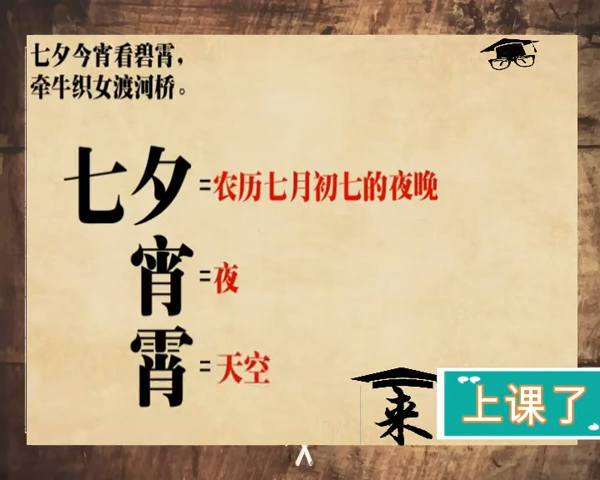 七夕今宵看碧霄，
牵牛织女渡河桥。
七夕=农历七月初七的夜晚
宵=夜
霄=天空
来 上课了